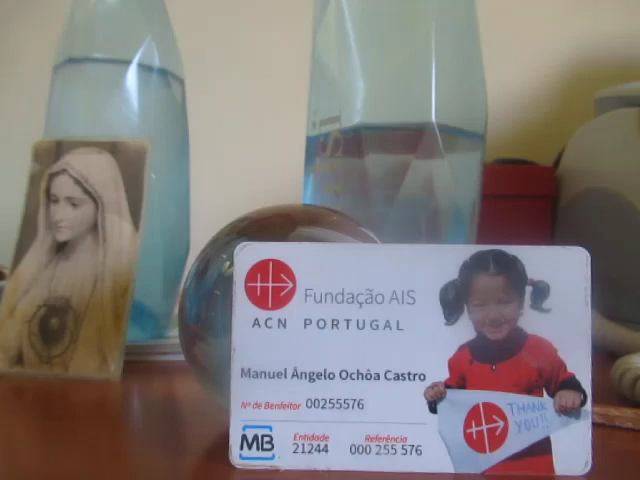 Fundação AIS
ACN PORTUGAL
Manuel Ângelo Ochôa Castro
Nº de Benfeitor 00255576
MB
Entidade Referência
21244 000 255 576
THANK
YOU!!